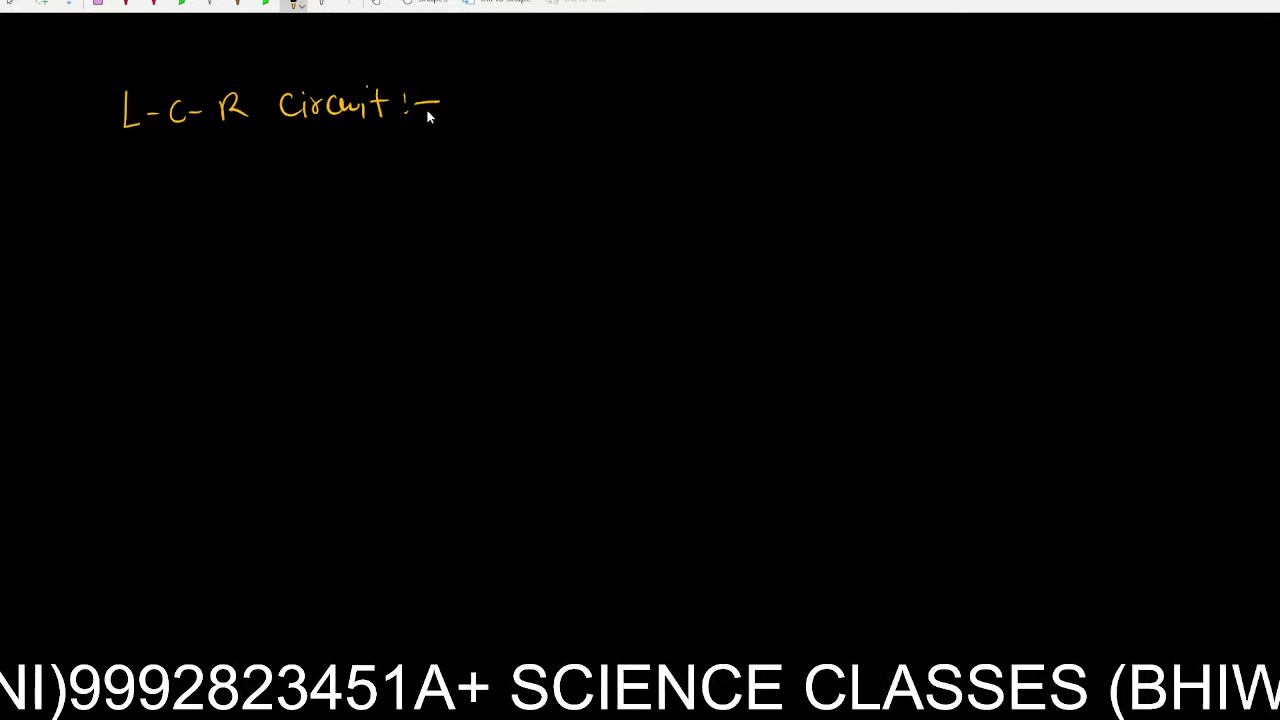 L-C-R Circuit :-
NI)9992823451A+ SCIENCE CLASSES (BHIW